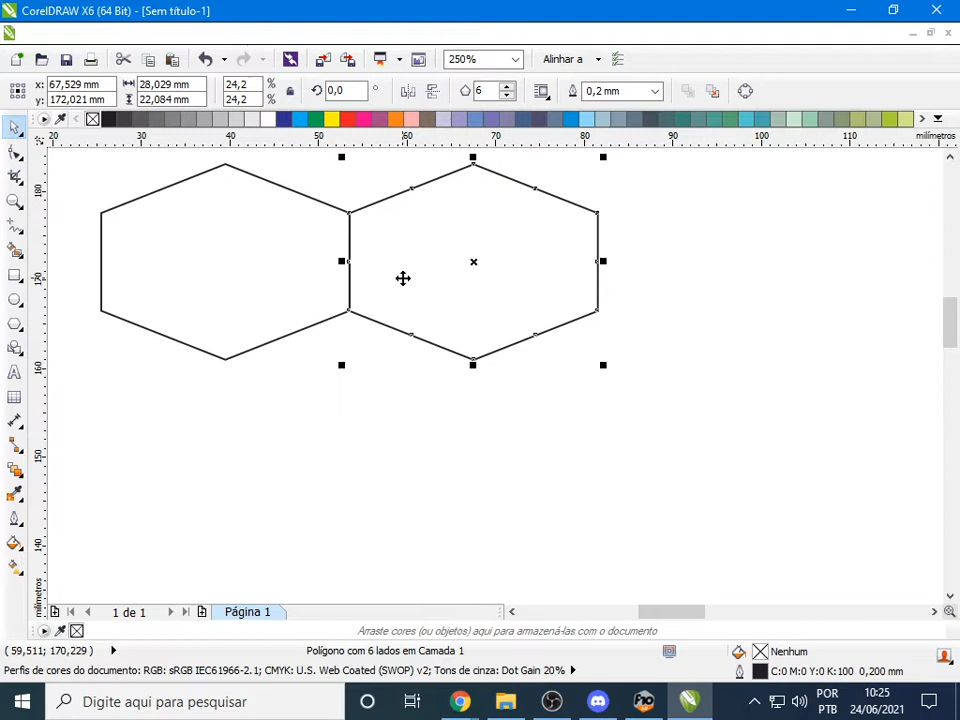 CorelDRAW X6 (64 Bit) - [Sem título-1]
250%
Alinhar a
x: 67,529 mm
28,029 mm
24,2 %
y: 172,021 mm
22,084 mm
24,2 %
0,0 °
6
0,2 mm
20 30 40 50 60 70 80 90 100 110 milímetros
180
170
160
150
140
milímetros
1 de 1
Página 1
Arraste cores (ou objetos) aqui para armazená-las com o documento
( 59,511; 170,229 )
Polígono com 6 lados em Camada 1
Nenhum
Perfis de cores do documento: RGB: sRGB IEC61966-2.1; CMYK: U.S. Web Coated (SWOP) v2; Tons de cinza: Dot Gain 20%
C:0 M:0 Y:0 K:100 0,200 mm
Digite aqui para pesquisar
POR
PTB
10:25
24/06/2021